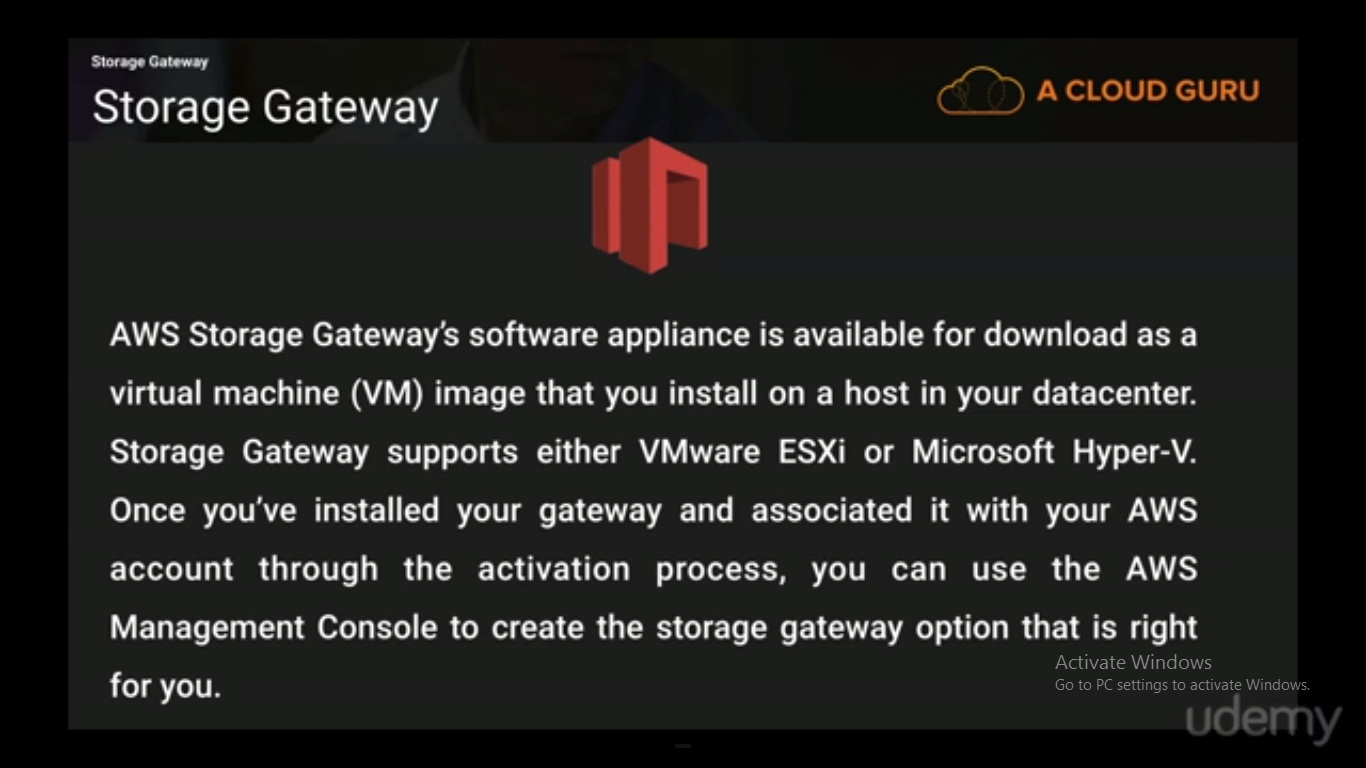 Storage Gateway
Storage Gateway
A CLOUD GURU
AWS Storage Gateway’s software appliance is available for download as a
virtual machine (VM) image that you install on a host in your datacenter.
Storage Gateway supports either VMware ESXi or Microsoft Hyper-V.
Once you’ve installed your gateway and associated it with your AWS
account through the activation process, you can use the AWS
Management Console to create the storage gateway option that is right
for you.
Activate Windows
Go to PC settings to activate Windows.
udemy